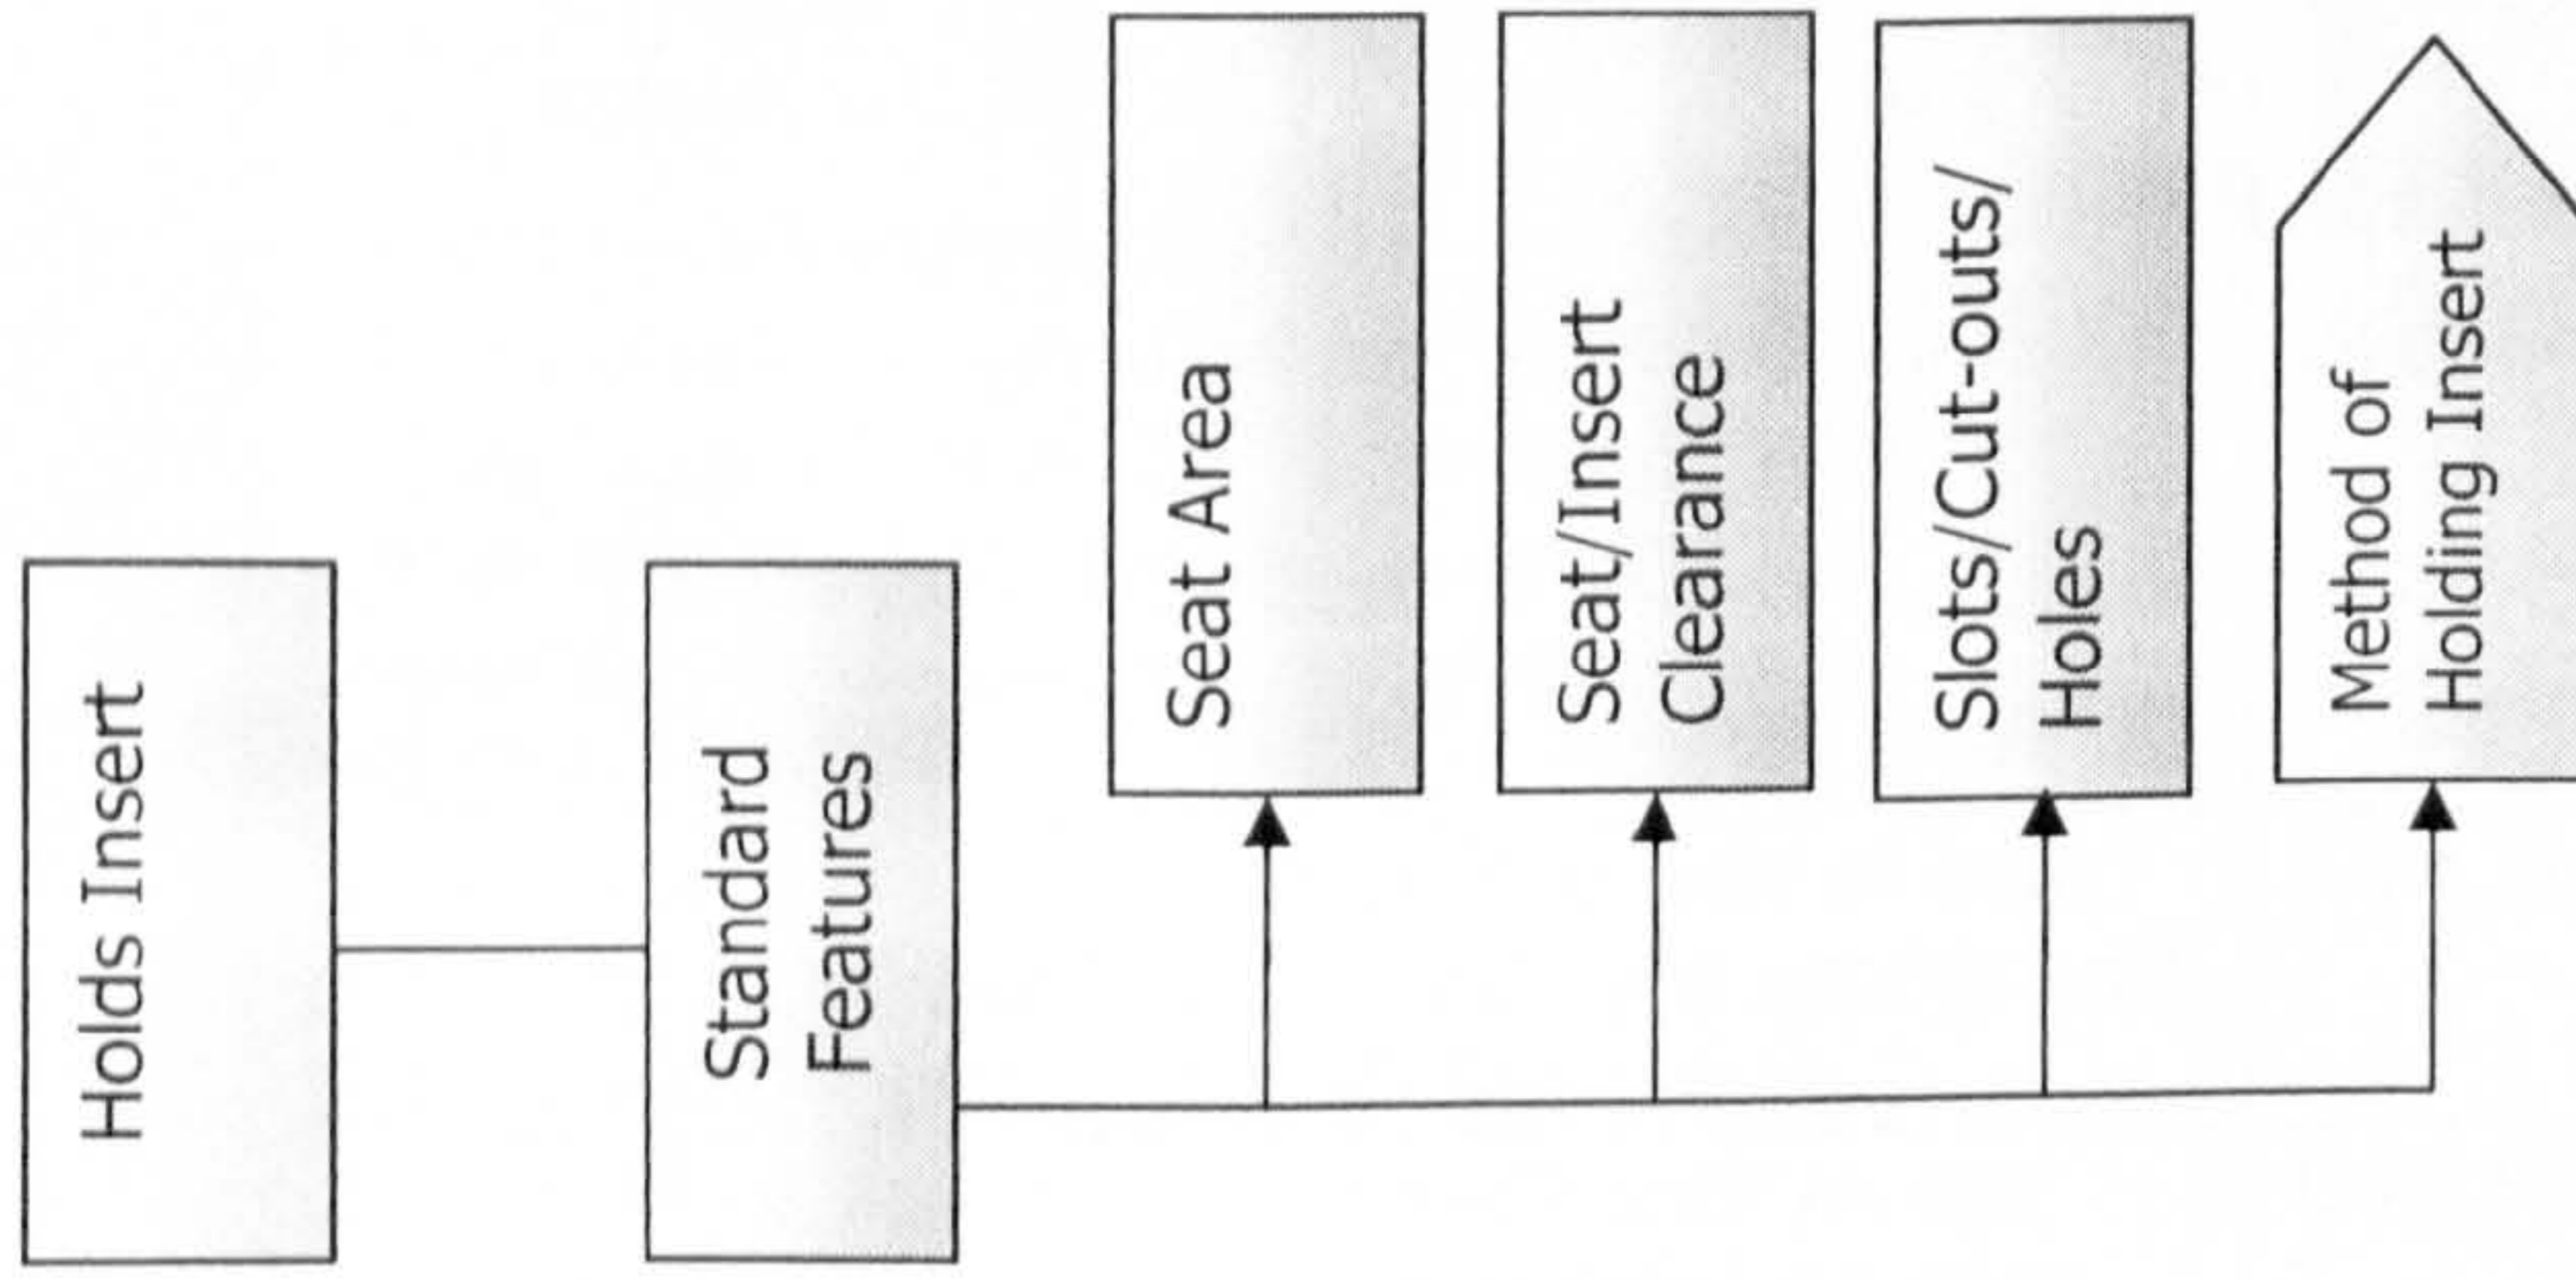 Holds Insert
Standard
Features
Seat Area
Seat/Insert
Clearance
Slots/Cut-outs/
Holes
Method of
Holding Insert